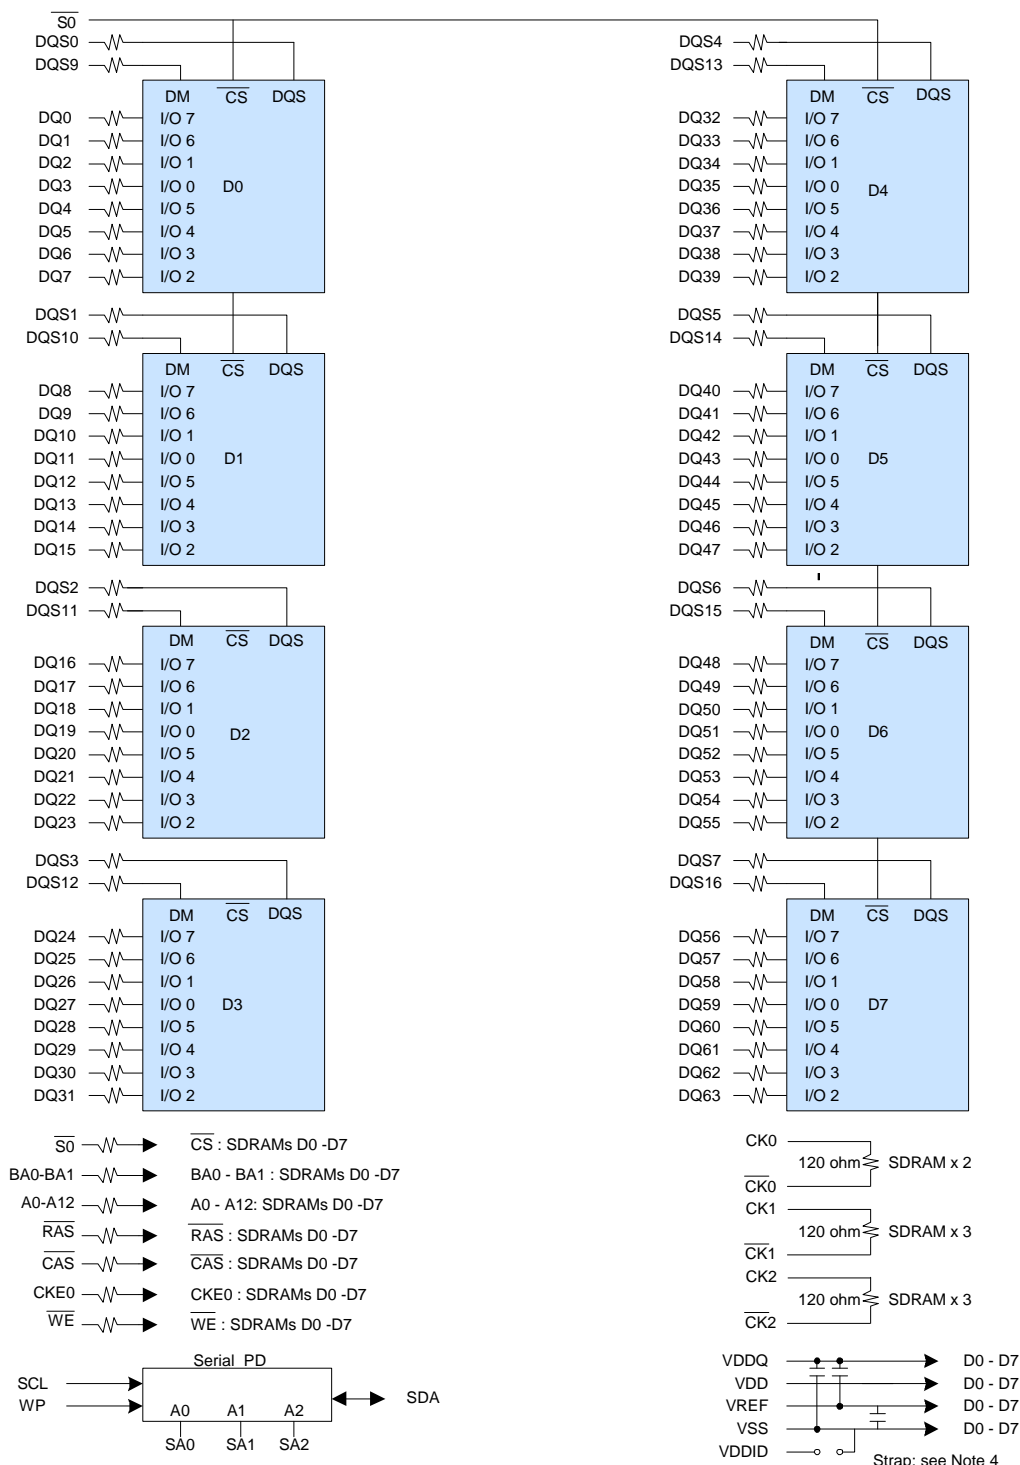 S0
DQS0
DQS9
DM CS DQS
DQ0 I/O 7
DQ1 I/O 6
DQ2 I/O 1
DQ3 I/O 0 D0
DQ4 I/O 5
DQ5 I/O 4
DQ6 I/O 3
DQ7 I/O 2
DQS1
DQS10
DM CS DQS
DQ8 I/O 7
DQ9 I/O 6
DQ10 I/O 1
DQ11 I/O 0 D1
DQ12 I/O 5
DQ13 I/O 4
DQ14 I/O 3
DQ15 I/O 2
DQS2
DQS11
DM CS DQS
DQ16 I/O 7
DQ17 I/O 6
DQ18 I/O 1
DQ19 I/O 0 D2
DQ20 I/O 5
DQ21 I/O 4
DQ22 I/O 3
DQ23 I/O 2
DQS3
DQS12
DM CS DQS
DQ24 I/O 7
DQ25 I/O 6
DQ26 I/O 1
DQ27 I/O 0 D3
DQ28 I/O 5
DQ29 I/O 4
DQ30 I/O 3
DQ31 I/O 2
DQS4
DQS13
DM CS DQS
DQ32 I/O 7
DQ33 I/O 6
DQ34 I/O 1
DQ35 I/O 0 D4
DQ36 I/O 5
DQ37 I/O 4
DQ38 I/O 3
DQ39 I/O 2
DQS5
DQS14
DM CS DQS
DQ40 I/O 7
DQ41 I/O 6
DQ42 I/O 1
DQ43 I/O 0 D5
DQ44 I/O 5
DQ45 I/O 4
DQ46 I/O 3
DQ47 I/O 2
DQS6
DQS15
DM CS DQS
DQ48 I/O 7
DQ49 I/O 6
DQ50 I/O 1
DQ51 I/O 0 D6
DQ52 I/O 5
DQ53 I/O 4
DQ54 I/O 3
DQ55 I/O 2
DQS7
DQS16
DM CS DQS
DQ56 I/O 7
DQ57 I/O 6
DQ58 I/O 1
DQ59 I/O 0 D7
DQ60 I/O 5
DQ61 I/O 4
DQ62 I/O 3
DQ63 I/O 2
S0 CS : SDRAMs D0 -D7
BA0-BA1 BA0 - BA1 : SDRAMs D0 -D7
A0-A12 A0 - A12: SDRAMs D0 -D7
RAS RAS : SDRAMs D0 -D7
CAS CAS : SDRAMs D0 -D7
CKE0 CKE0 : SDRAMs D0 -D7
WE WE : SDRAMs D0 -D7
Serial PD
SCL
WP
SDA
A0 A1 A2
SA0 SA1 SA2
CK0
120 ohm SDRAM x 2
CK0
CK1
120 ohm SDRAM x 3
CK1
CK2
120 ohm SDRAM x 3
CK2
VDDQ D0 - D7
VDD D0 - D7
VREF D0 - D7
VSS D0 - D7
VDDID
Strap: see Note 4